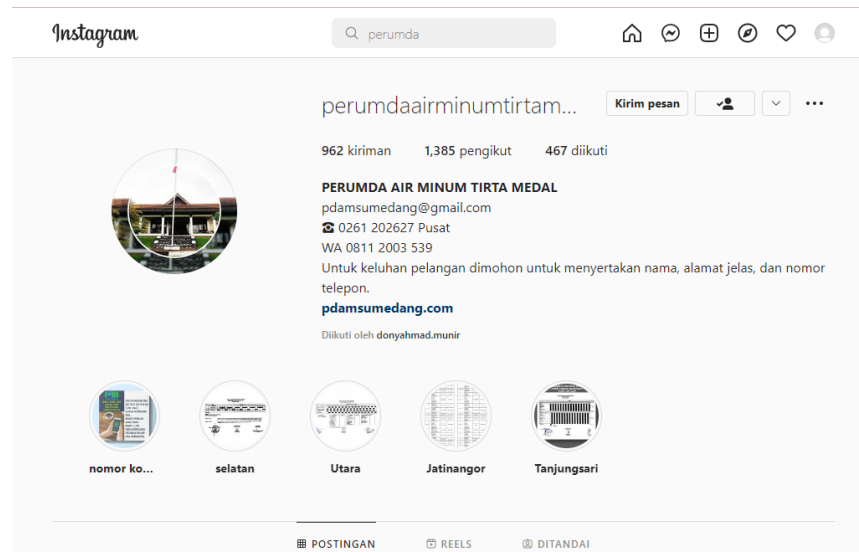 Instagram
perumda
perumdaairminumtirtam...
Kirim pesan
962 kiriman 1,385 pengikut 467 diikuti
PERUMDA AIR MINUM TIRTA MEDAL
pdamsumedang@gmail.com
☎ 0261 202627 Pusat
WA 0811 2003 539
Untuk keluhan pelangan dimohon untuk menyertakan nama, alamat jelas, dan nomor
telepon.
pdamsumedang.com
Diikuti oleh donyahmad.munir
nomor ko... selatan Utara Jatinangor Tanjungsari
POSTINGAN REELS DITANDAI